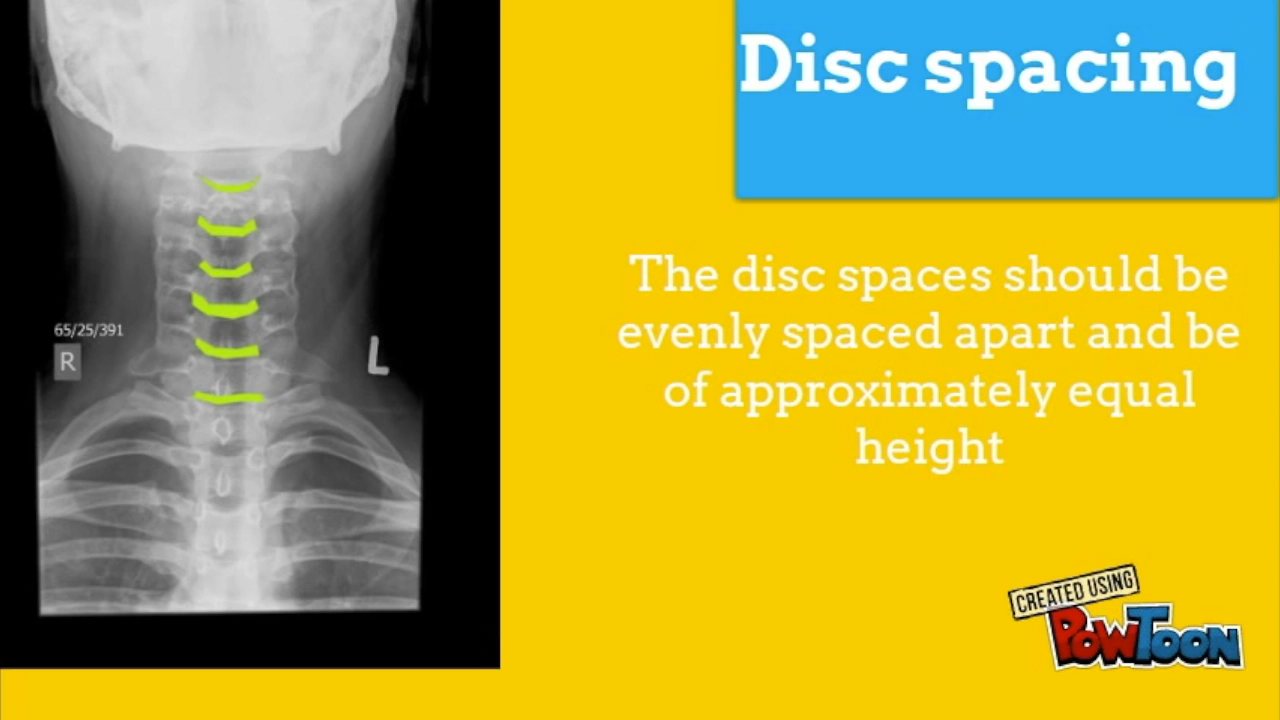 Disc spacing
The disc spaces should be
evenly spaced apart and be
of approximately equal
height
65/25/391
R
L
CREATED USING
POWTOON